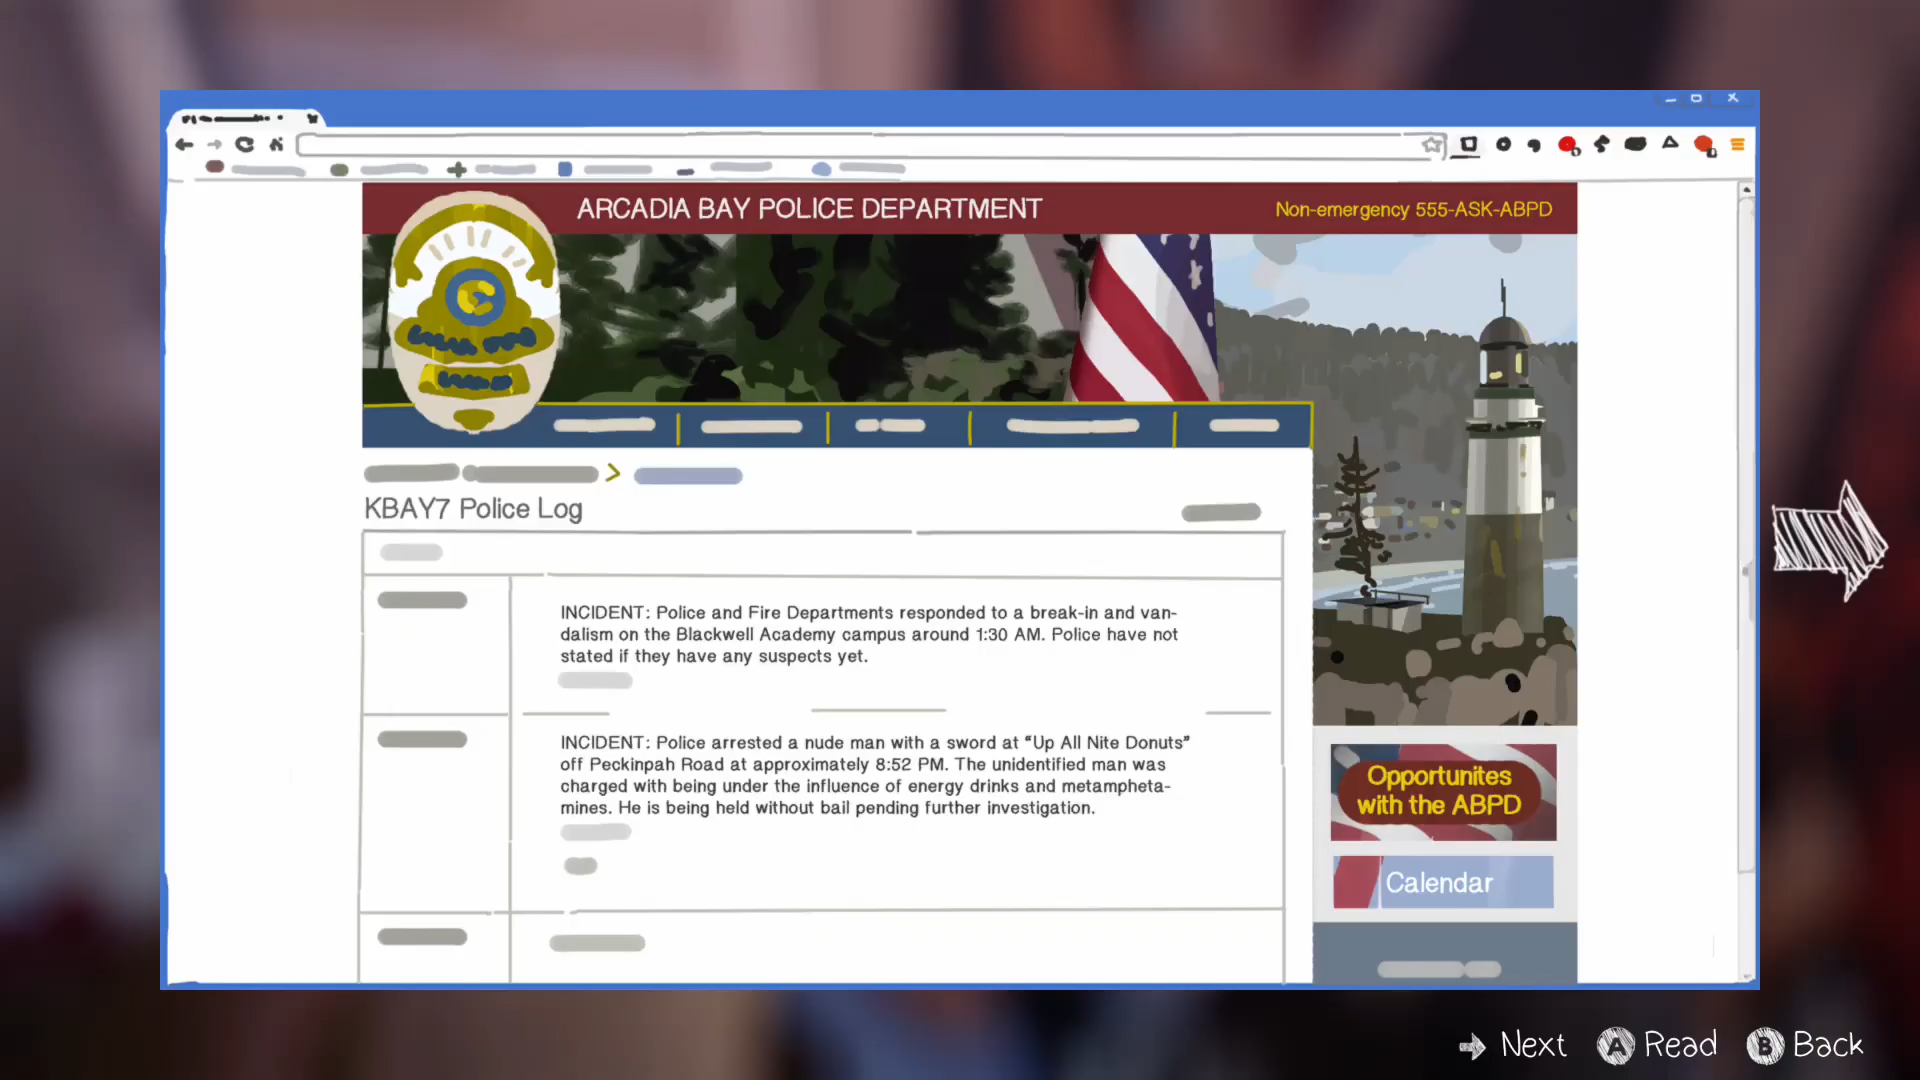 ARCADIA BAY POLICE DEPARTMENT
Non-emergency 555-ASK-ABPD
KBAY7 Police Log
INCIDENT: Police and Fire Departments responded to a break-in and van-
dalism on the Blackwell Academy campus around 1:30 AM. Police have not
stated if they have any suspects yet.
INCIDENT: Police arrested a nude man with a sword at “Up All Nite Donuts”
off Peckinpah Road at approximately 8:52 PM. The unidentified man was
charged with being under the influence of energy drinks and metampheta-
mines. He is being held without bail pending further investigation.
Opportunites
with the ABPD
Calendar
Next
A Read
B Back